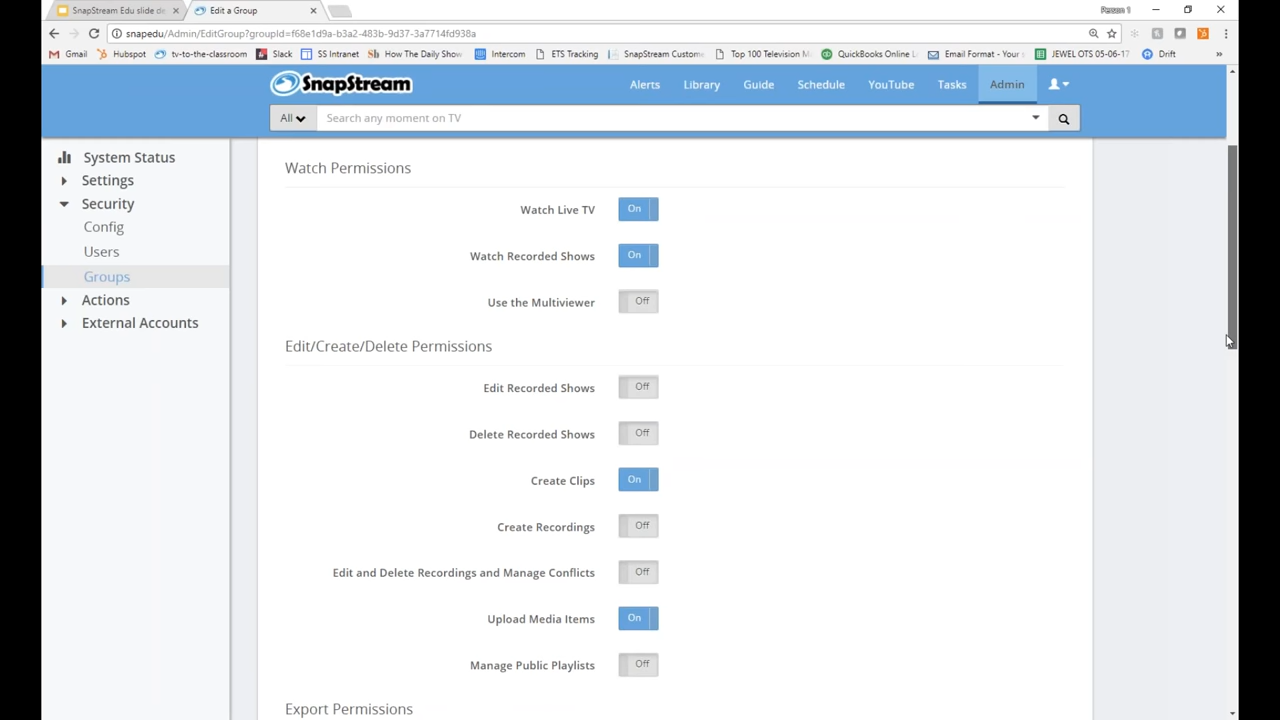 SnapStream Edu slide de
Edit a Group
Person 1
snapedu/Admin/EditGroup?groupId=f68e1d9a-b3a2-483b-9d37-3a7714fd938a
Gmail Hubspot tv-to-the-classroom Slack SS Intranet How The Daily Show Intercom ETS Tracking SnapStream Custome Top 100 Television M QuickBooks Online L Email Format - Your s JEWEL OTS 05-06-17 Drift »
SnapStream Alerts Library Guide Schedule YouTube Tasks Admin
All Search any moment on TV
System Status
Settings
Security
Config
Users
Groups
Actions
External Accounts
Watch Permissions
Watch Live TV On
Watch Recorded Shows On
Use the Multiviewer Off
Edit/Create/Delete Permissions
Edit Recorded Shows Off
Delete Recorded Shows Off
Create Clips On
Create Recordings Off
Edit and Delete Recordings and Manage Conflicts Off
Upload Media Items On
Manage Public Playlists Off
Export Permissions